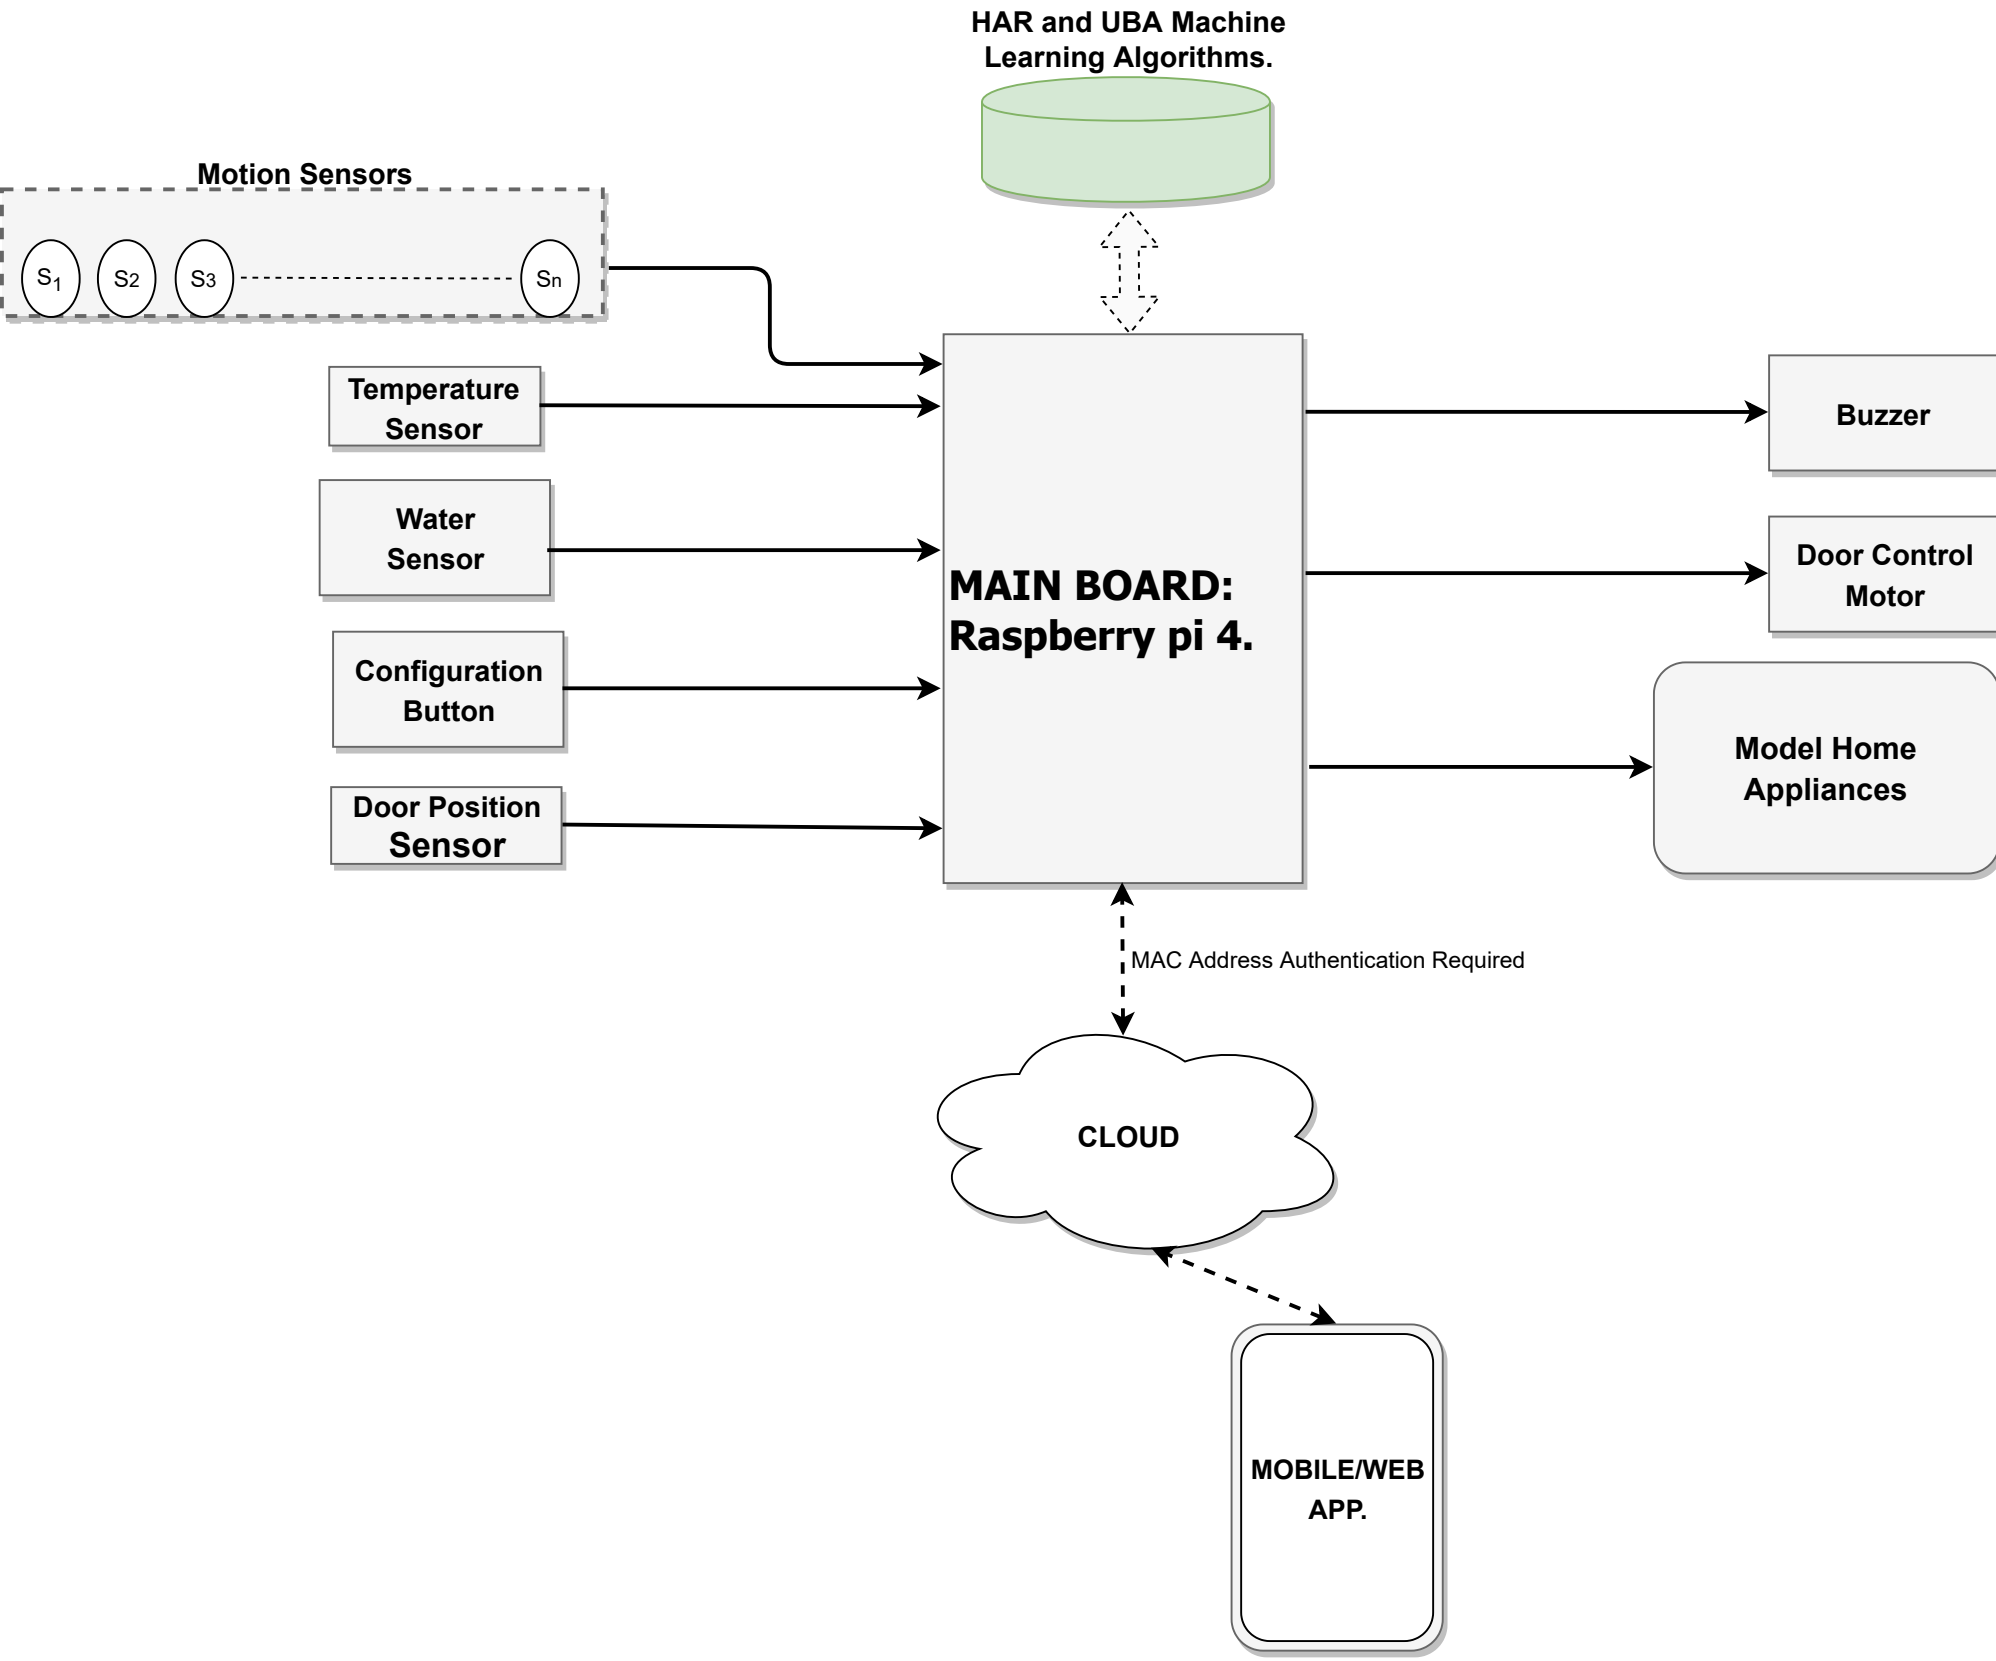 HAR and UBA Machine
Learning Algorithms.
Motion Sensors
S1 S2 S3 Sn
Temperature
Sensor
Water
Sensor
Configuration
Button
Door Position
Sensor
MAIN BOARD:
Raspberry pi 4.
Buzzer
Door Control
Motor
Model Home
Appliances
MAC Address Authentication Required
CLOUD
MOBILE/WEB
APP.